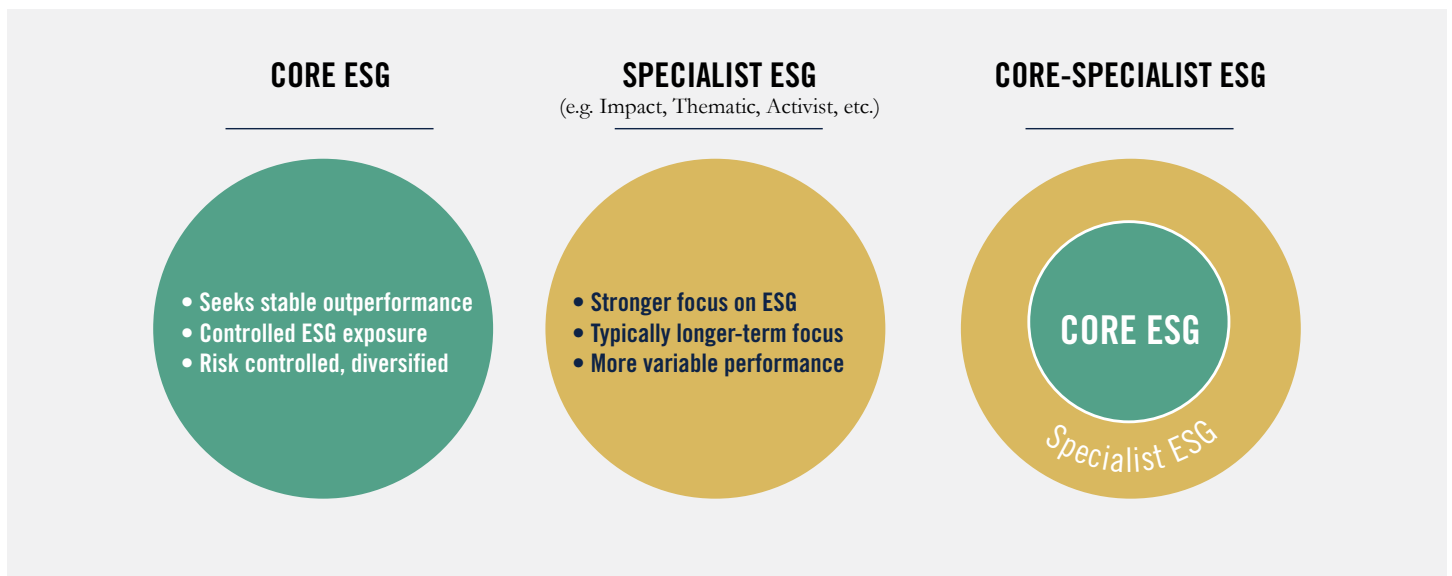 CORE ESG
• Seeks stable outperformance
• Controlled ESG exposure
• Risk controlled, diversified
SPECIALIST ESG
(e.g. Impact, Thematic, Activist, etc.)
• Stronger focus on ESG
• Typically longer-term focus
• More variable performance
CORE-SPECIALIST ESG
CORE ESG
Specialist ESG